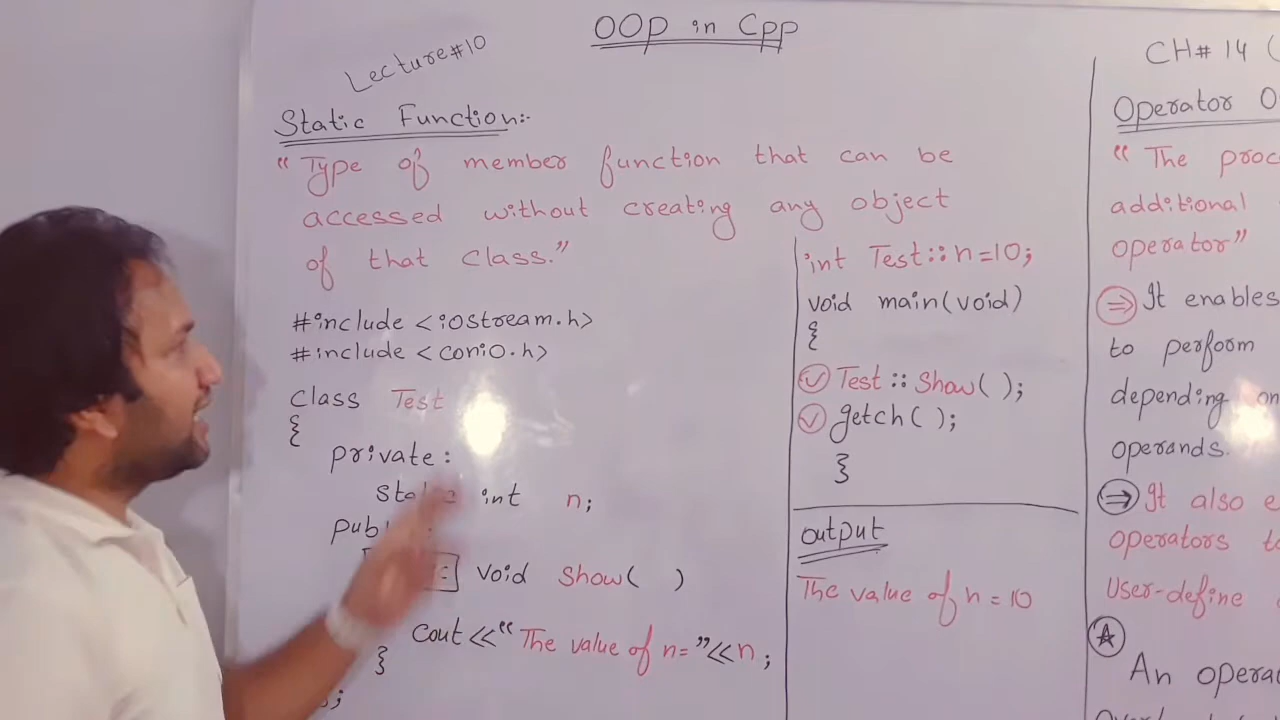 OOP in Cpp
Lecture#10
Static Function:-
"Type of member function that can be
accessed without creating any object
of that class."
#include <iostream.h>
#include <conio.h>
class Test
{
private:
int n;
void Show( )
cout<<"The value of n="<<n;
}
int Test::n=10;
void main(void)
{
Test::Show( );
getch( );
}
output
The value of n=10
CH# 14 (
Operator O
"The proc
additional
operator"
⇒ It enables
to perform
depending on
operands.
⇒ It also e
operators to
User-define
An operat